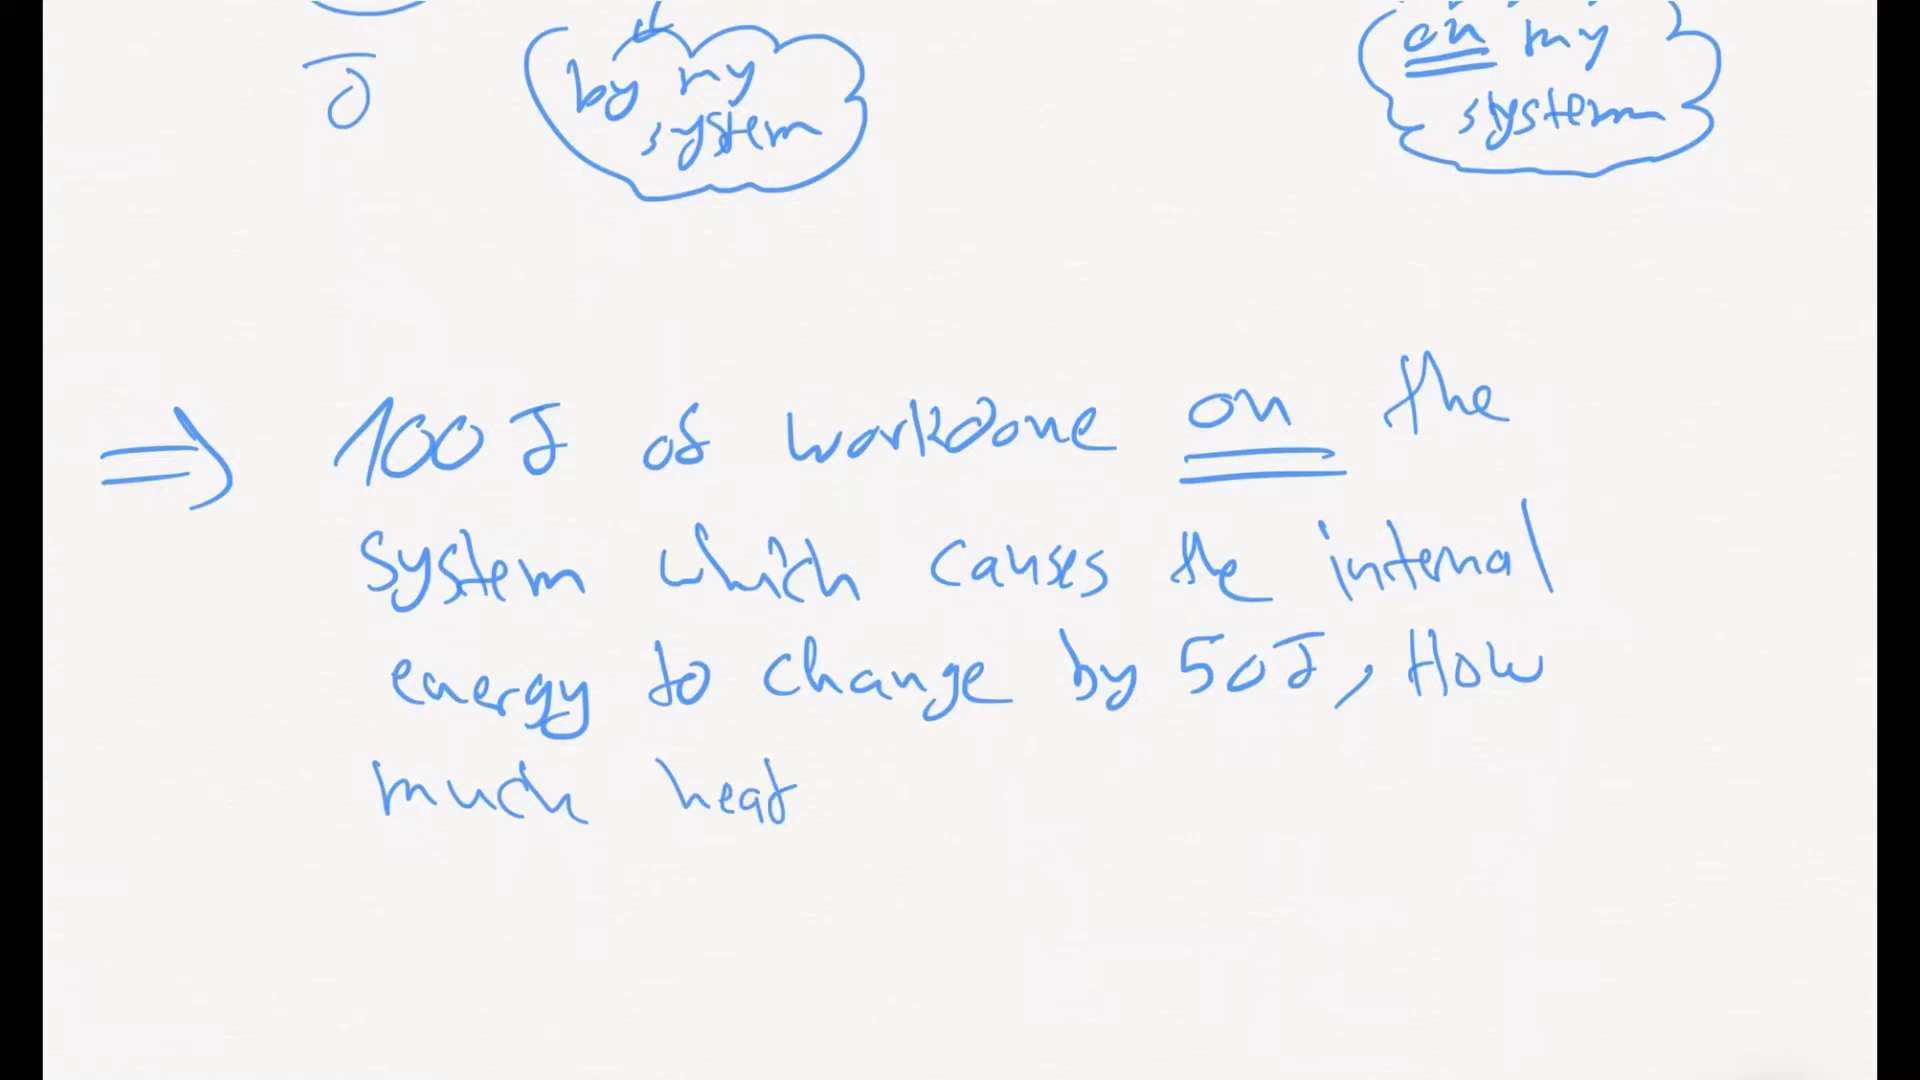 on my
by my
system
system
⇒ 100 J of workdone on the
system which causes the internal
energy to change by 50J, How
much heat